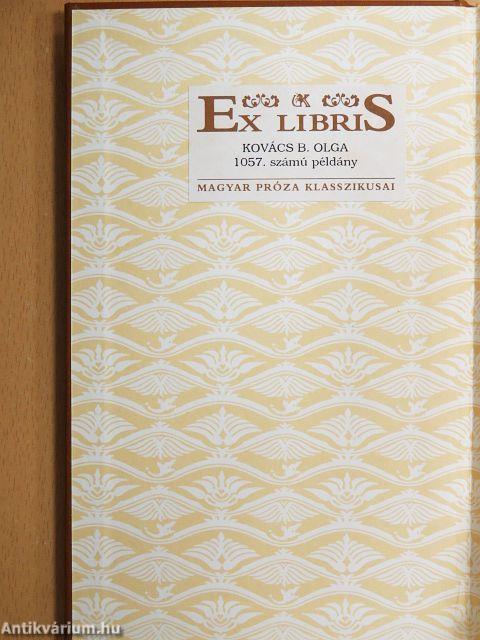 EX LIBRIS
KOVÁCS B. OLGA
1057. számú példány
MAGYAR PRÓZA KLASSZIKUSAI
Antikvárium.hu